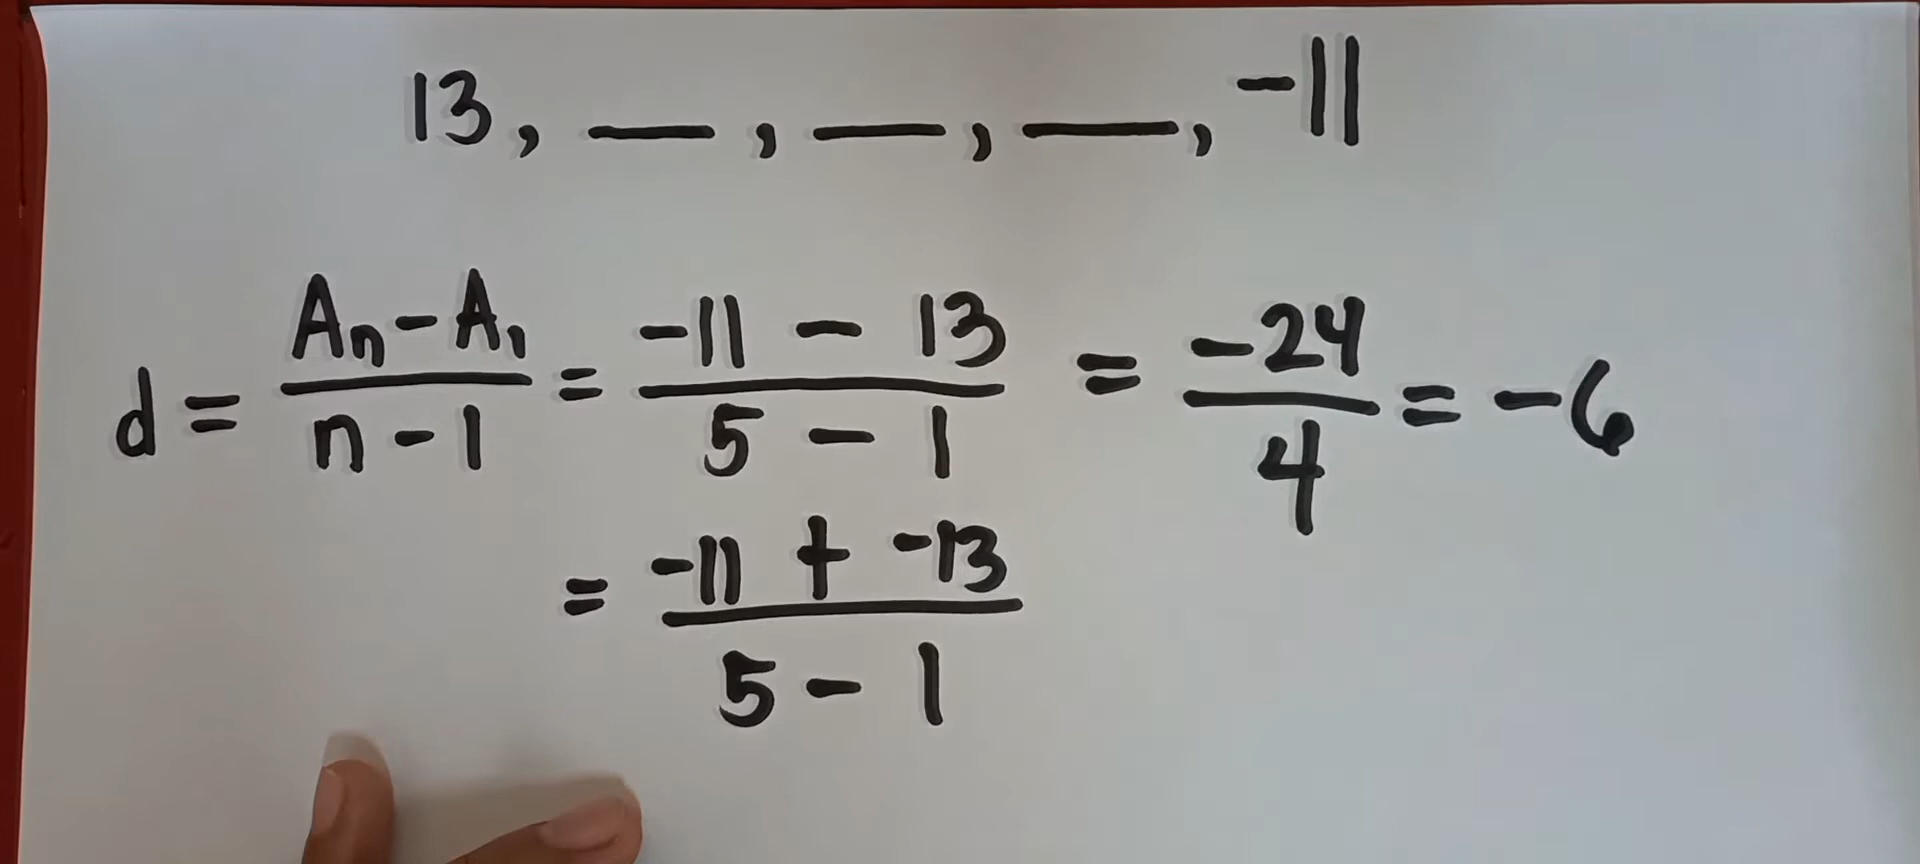 13, __, __, __, -11
d = (Aₙ - A₁)/(n - 1) = (-11 - 13)/(5 - 1) = -24/4 = -6
= (-11 + -13)/(5 - 1)